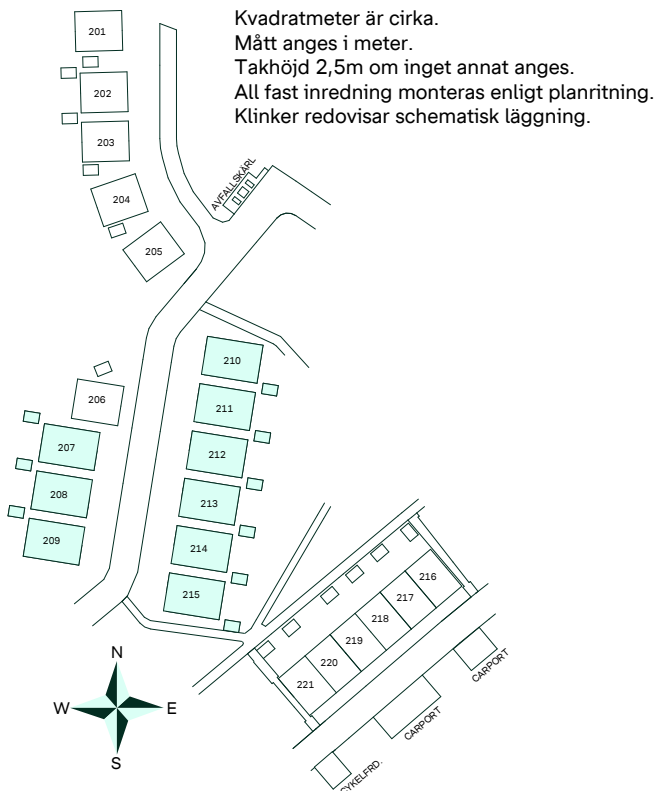 Kvadratmeter är cirka.
Mått anges i meter.
Takhöjd 2,5m om inget annat anges.
All fast inredning monteras enligt planritning.
Klinker redovisar schematisk läggning.
201
202
203
204
205
AVFALLSKÄRL
206
207
208
209
210
211
212
213
214
215
216
217
218
219
220
221
CARPORT
CARPORT
CYKELFRD.
N
W
E
S